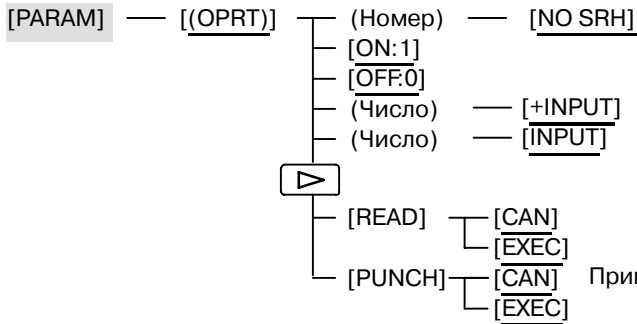 [PARAM] [(OPRT)] (Номер) [NO SRH]
[ON:1]
[OFF:0]
(Число) [+INPUT]
(Число) [INPUT]
[READ] [CAN]
[EXEC]
[PUNCH] [CAN]
[EXEC]